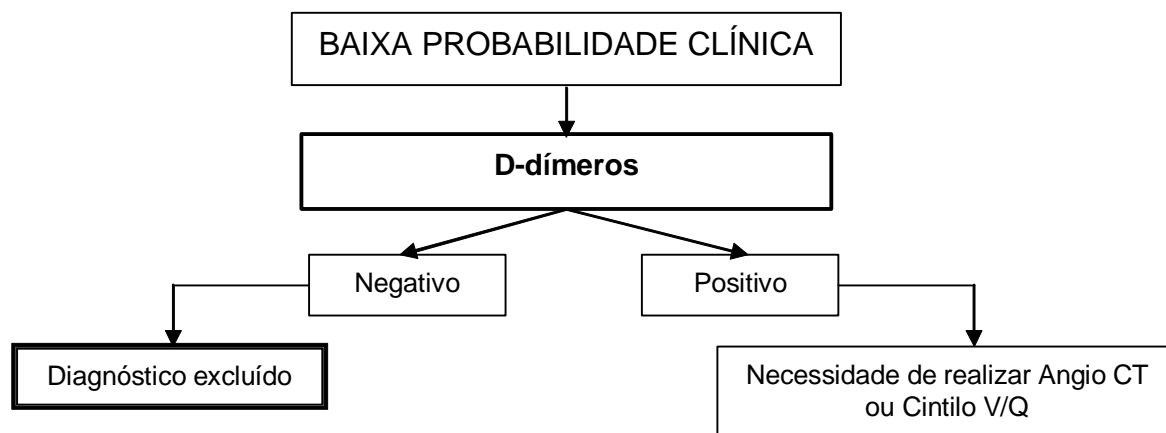 BAIXA PROBABILIDADE CLÍNICA
D-dímeros
Negativo
Positivo
Diagnóstico excluído
Necessidade de realizar Angio CT
ou Cintilo V/Q